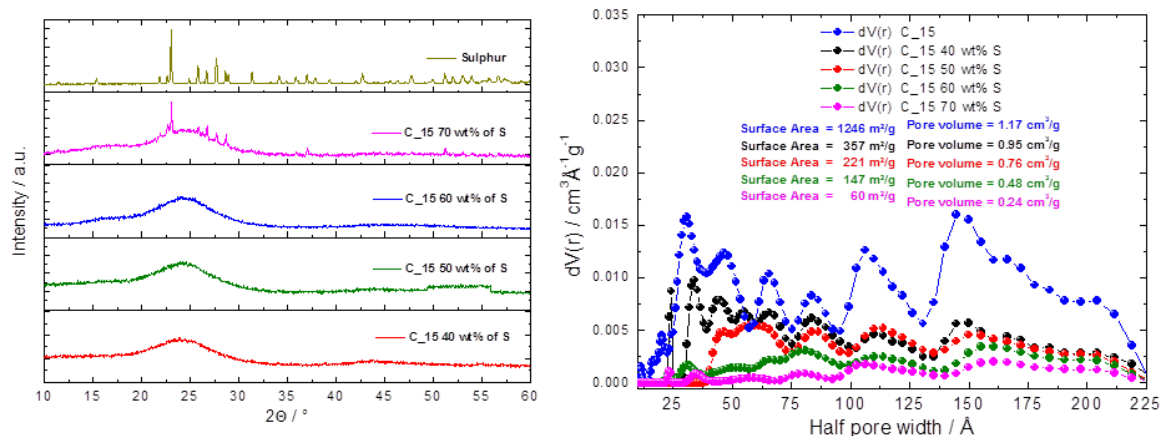 Sulphur
C_15 70 wt% of S
C_15 60 wt% of S
C_15 50 wt% of S
C_15 40 wt% of S
Intensity / a.u.
10 15 20 25 30 35 40 45 50 55 60
2Θ / °
dV(r) C_15
dV(r) C_15 40 wt% S
dV(r) C_15 50 wt% S
dV(r) C_15 60 wt% S
dV(r) C_15 70 wt% S
Surface Area = 1246 m²/g Pore volume = 1.17 cm³/g
Surface Area = 357 m²/g Pore volume = 0.95 cm³/g
Surface Area = 221 m²/g Pore volume = 0.76 cm³/g
Surface Area = 147 m²/g Pore volume = 0.48 cm³/g
Surface Area = 60 m²/g Pore volume = 0.24 cm³/g
dV(r) / cm³Å⁻¹g⁻¹
0.035
0.030
0.025
0.020
0.015
0.010
0.005
0.000
25 50 75 100 125 150 175 200 225
Half pore width / Å